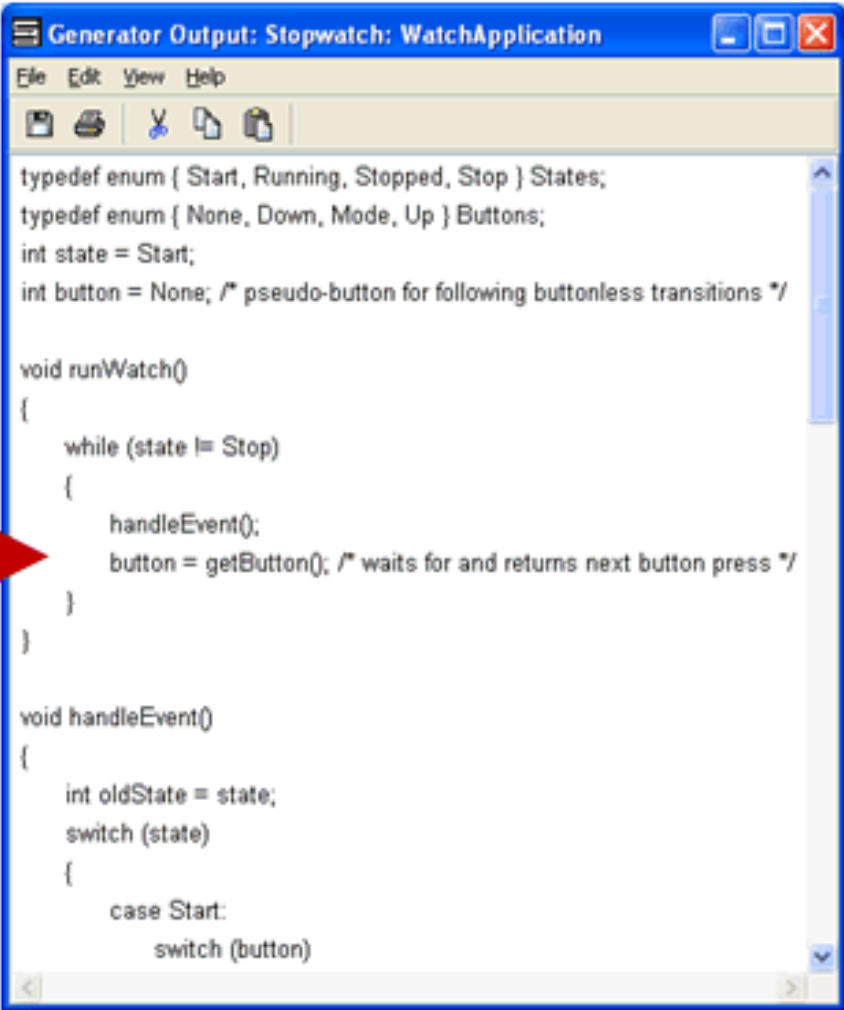 Generator Output: Stopwatch: WatchApplication
File Edit View Help
typedef enum { Start, Running, Stopped, Stop } States;
typedef enum { None, Down, Mode, Up } Buttons;
int state = Start;
int button = None; /* pseudo-button for following buttonless transitions */
void runWatch()
{
while (state != Stop)
{
handleEvent();
button = getButton(); /* waits for and returns next button press */
}
}
void handleEvent()
{
int oldState = state;
switch (state)
{
case Start:
switch (button)